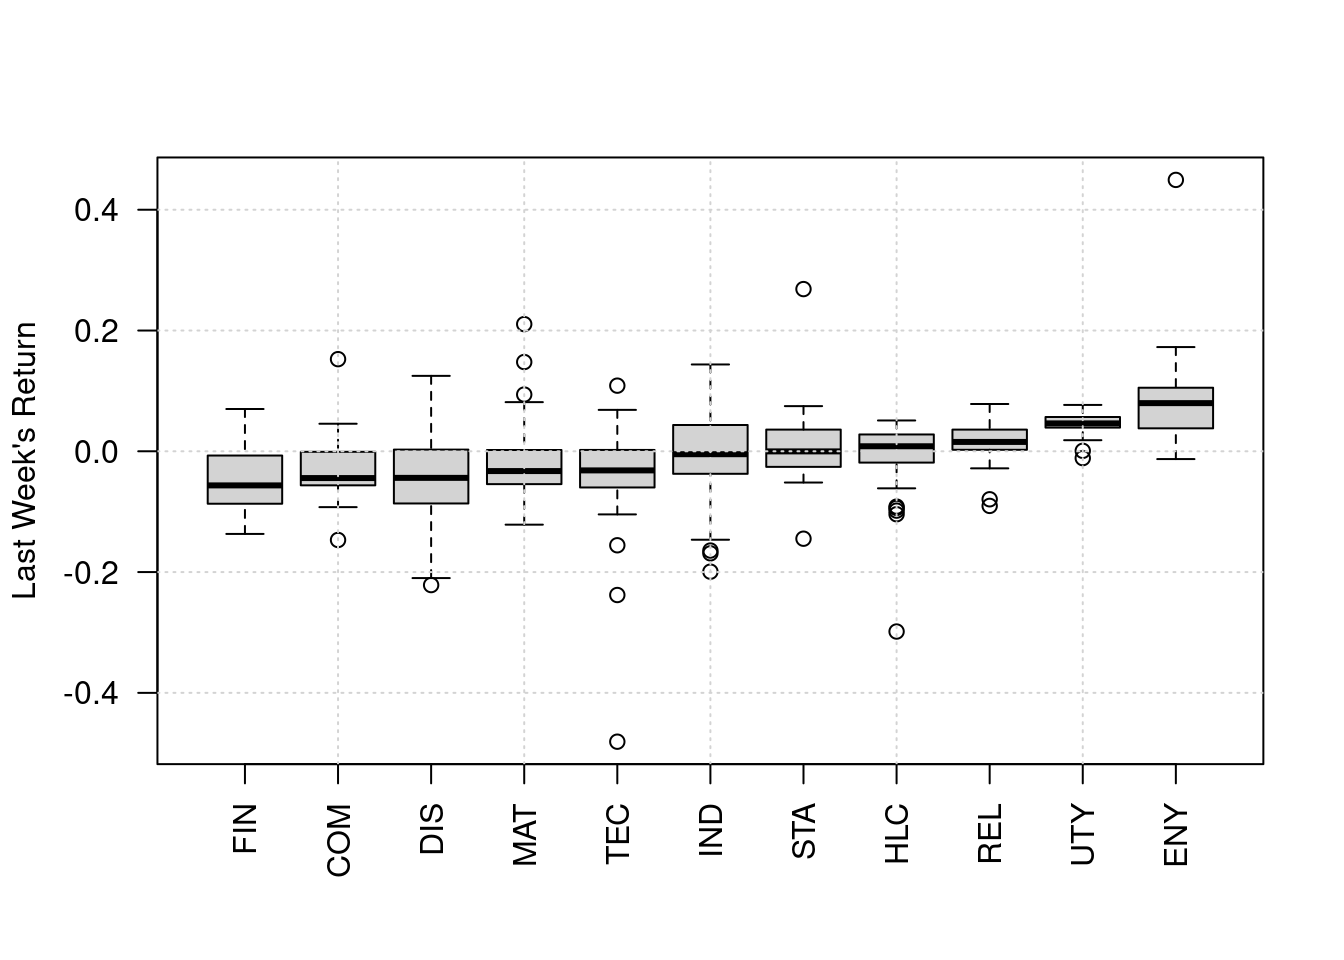 Last Week's Return
0.4
0.2
0.0
-0.2
-0.4
FIN COM DIS MAT TEC IND STA HLC REL UTY ENY